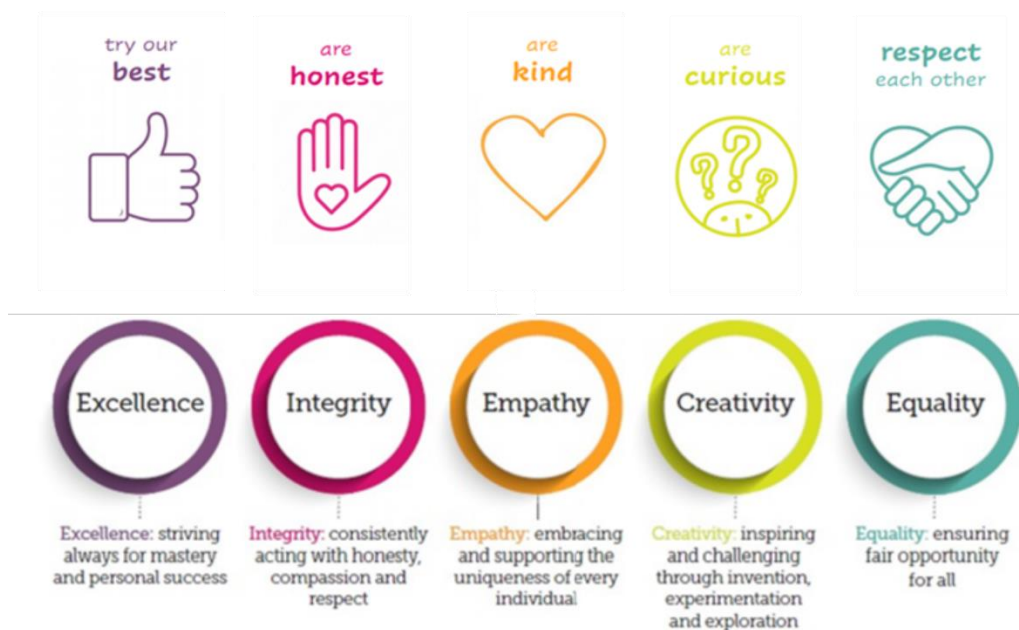 try our
best
are
honest
are
kind
are
curious
respect
each other
Excellence
Integrity
Empathy
Creativity
Equality
Excellence: striving
always for mastery
and personal success
Integrity: consistently
acting with honesty,
compassion and
respect
Empathy: embracing
and supporting the
uniqueness of every
individual
Creativity: inspiring
and challenging
through invention,
experimentation
and exploration
Equality: ensuring
fair opportunity
for all